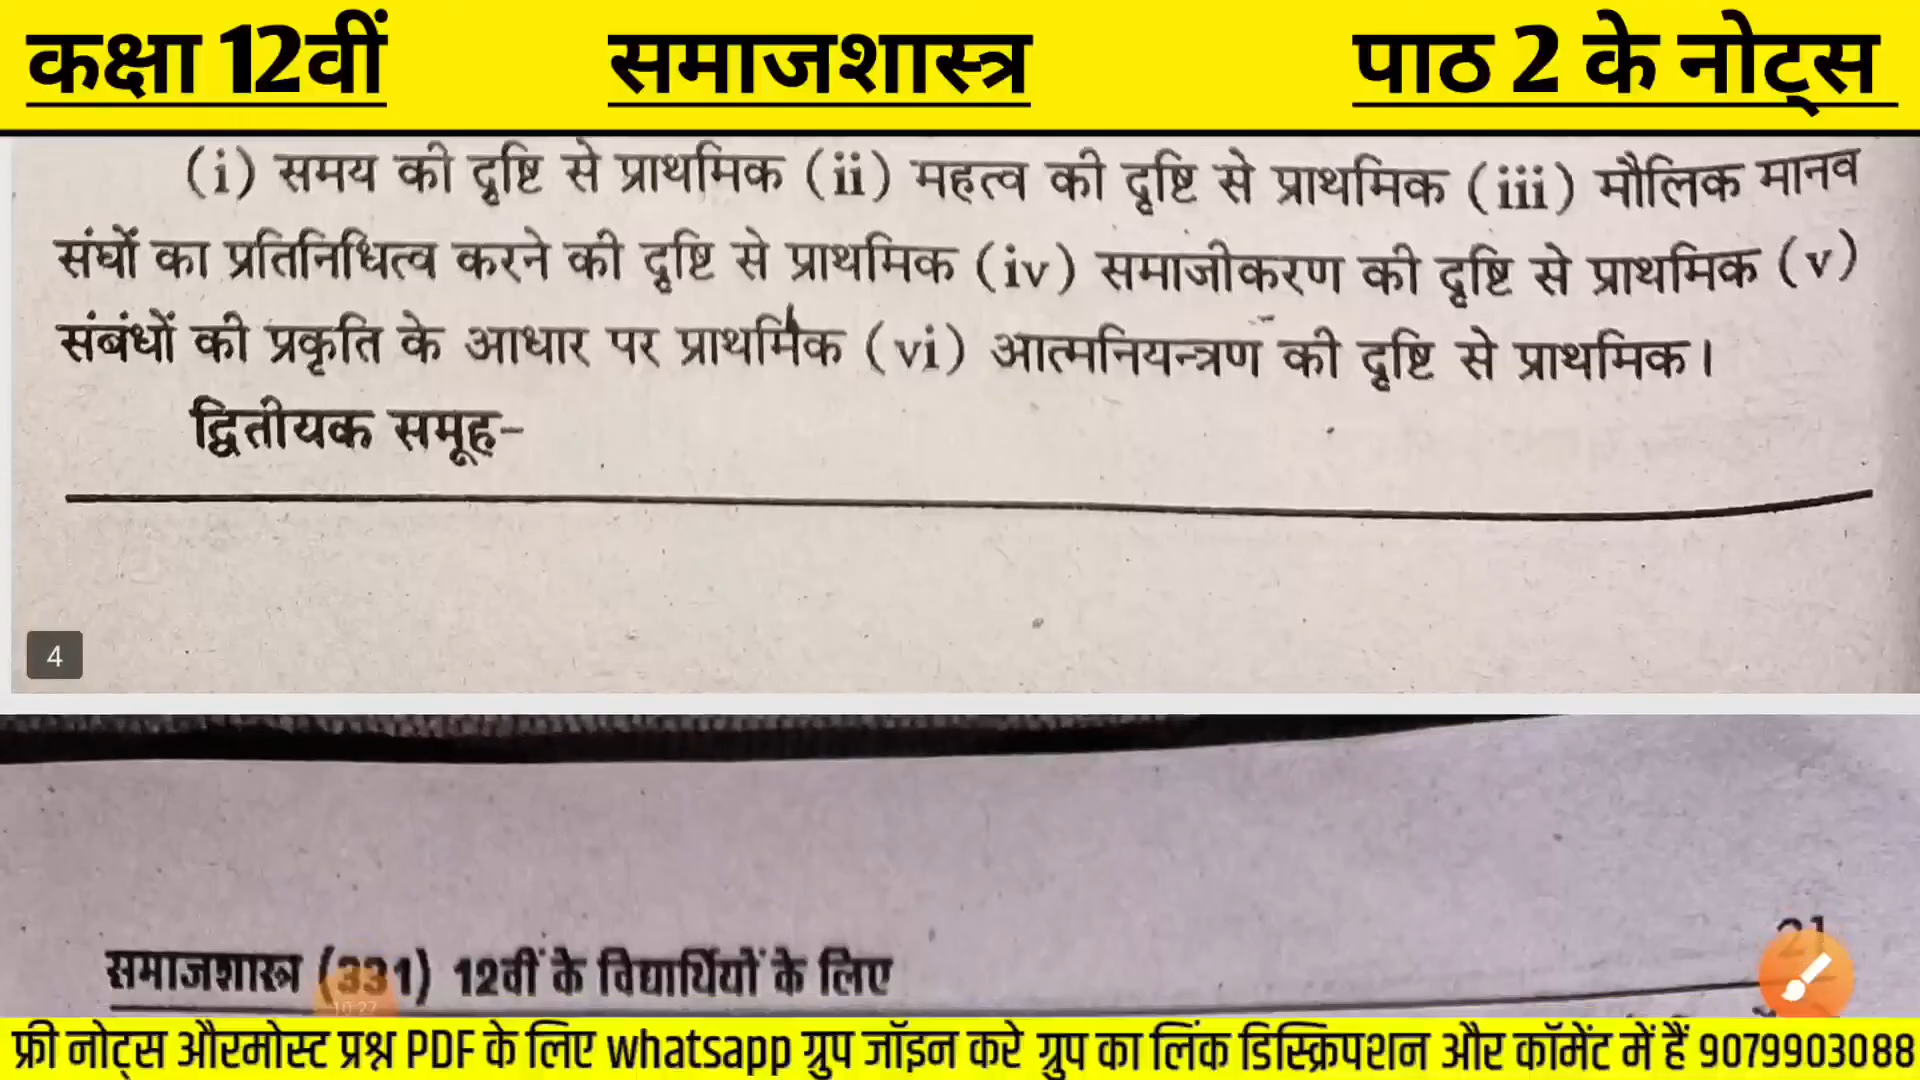 कक्षा 12वीं समाजशास्त्र पाठ 2 के नोट्स
(i) समय की दृष्टि से प्राथमिक (ii) महत्व की दृष्टि से प्राथमिक (iii) मौलिक मानव
संघों का प्रतिनिधित्व करने की दृष्टि से प्राथमिक (iv) समाजीकरण की दृष्टि से प्राथमिक (v)
संबंधों की प्रकृति के आधार पर प्राथमिक (vi) आत्मनियन्त्रण की दृष्टि से प्राथमिक।
द्वितीयक समूह-
4
21
समाजशास्त्र (331) 12वीं के विद्यार्थियों के लिए
10:27
फ्री नोट्स औरमोस्ट प्रश्न PDF के लिए whatsapp ग्रुप जॉइन करे ग्रुप का लिंक डिस्क्रिपशन और कॉमेंट में हैं 9079903088